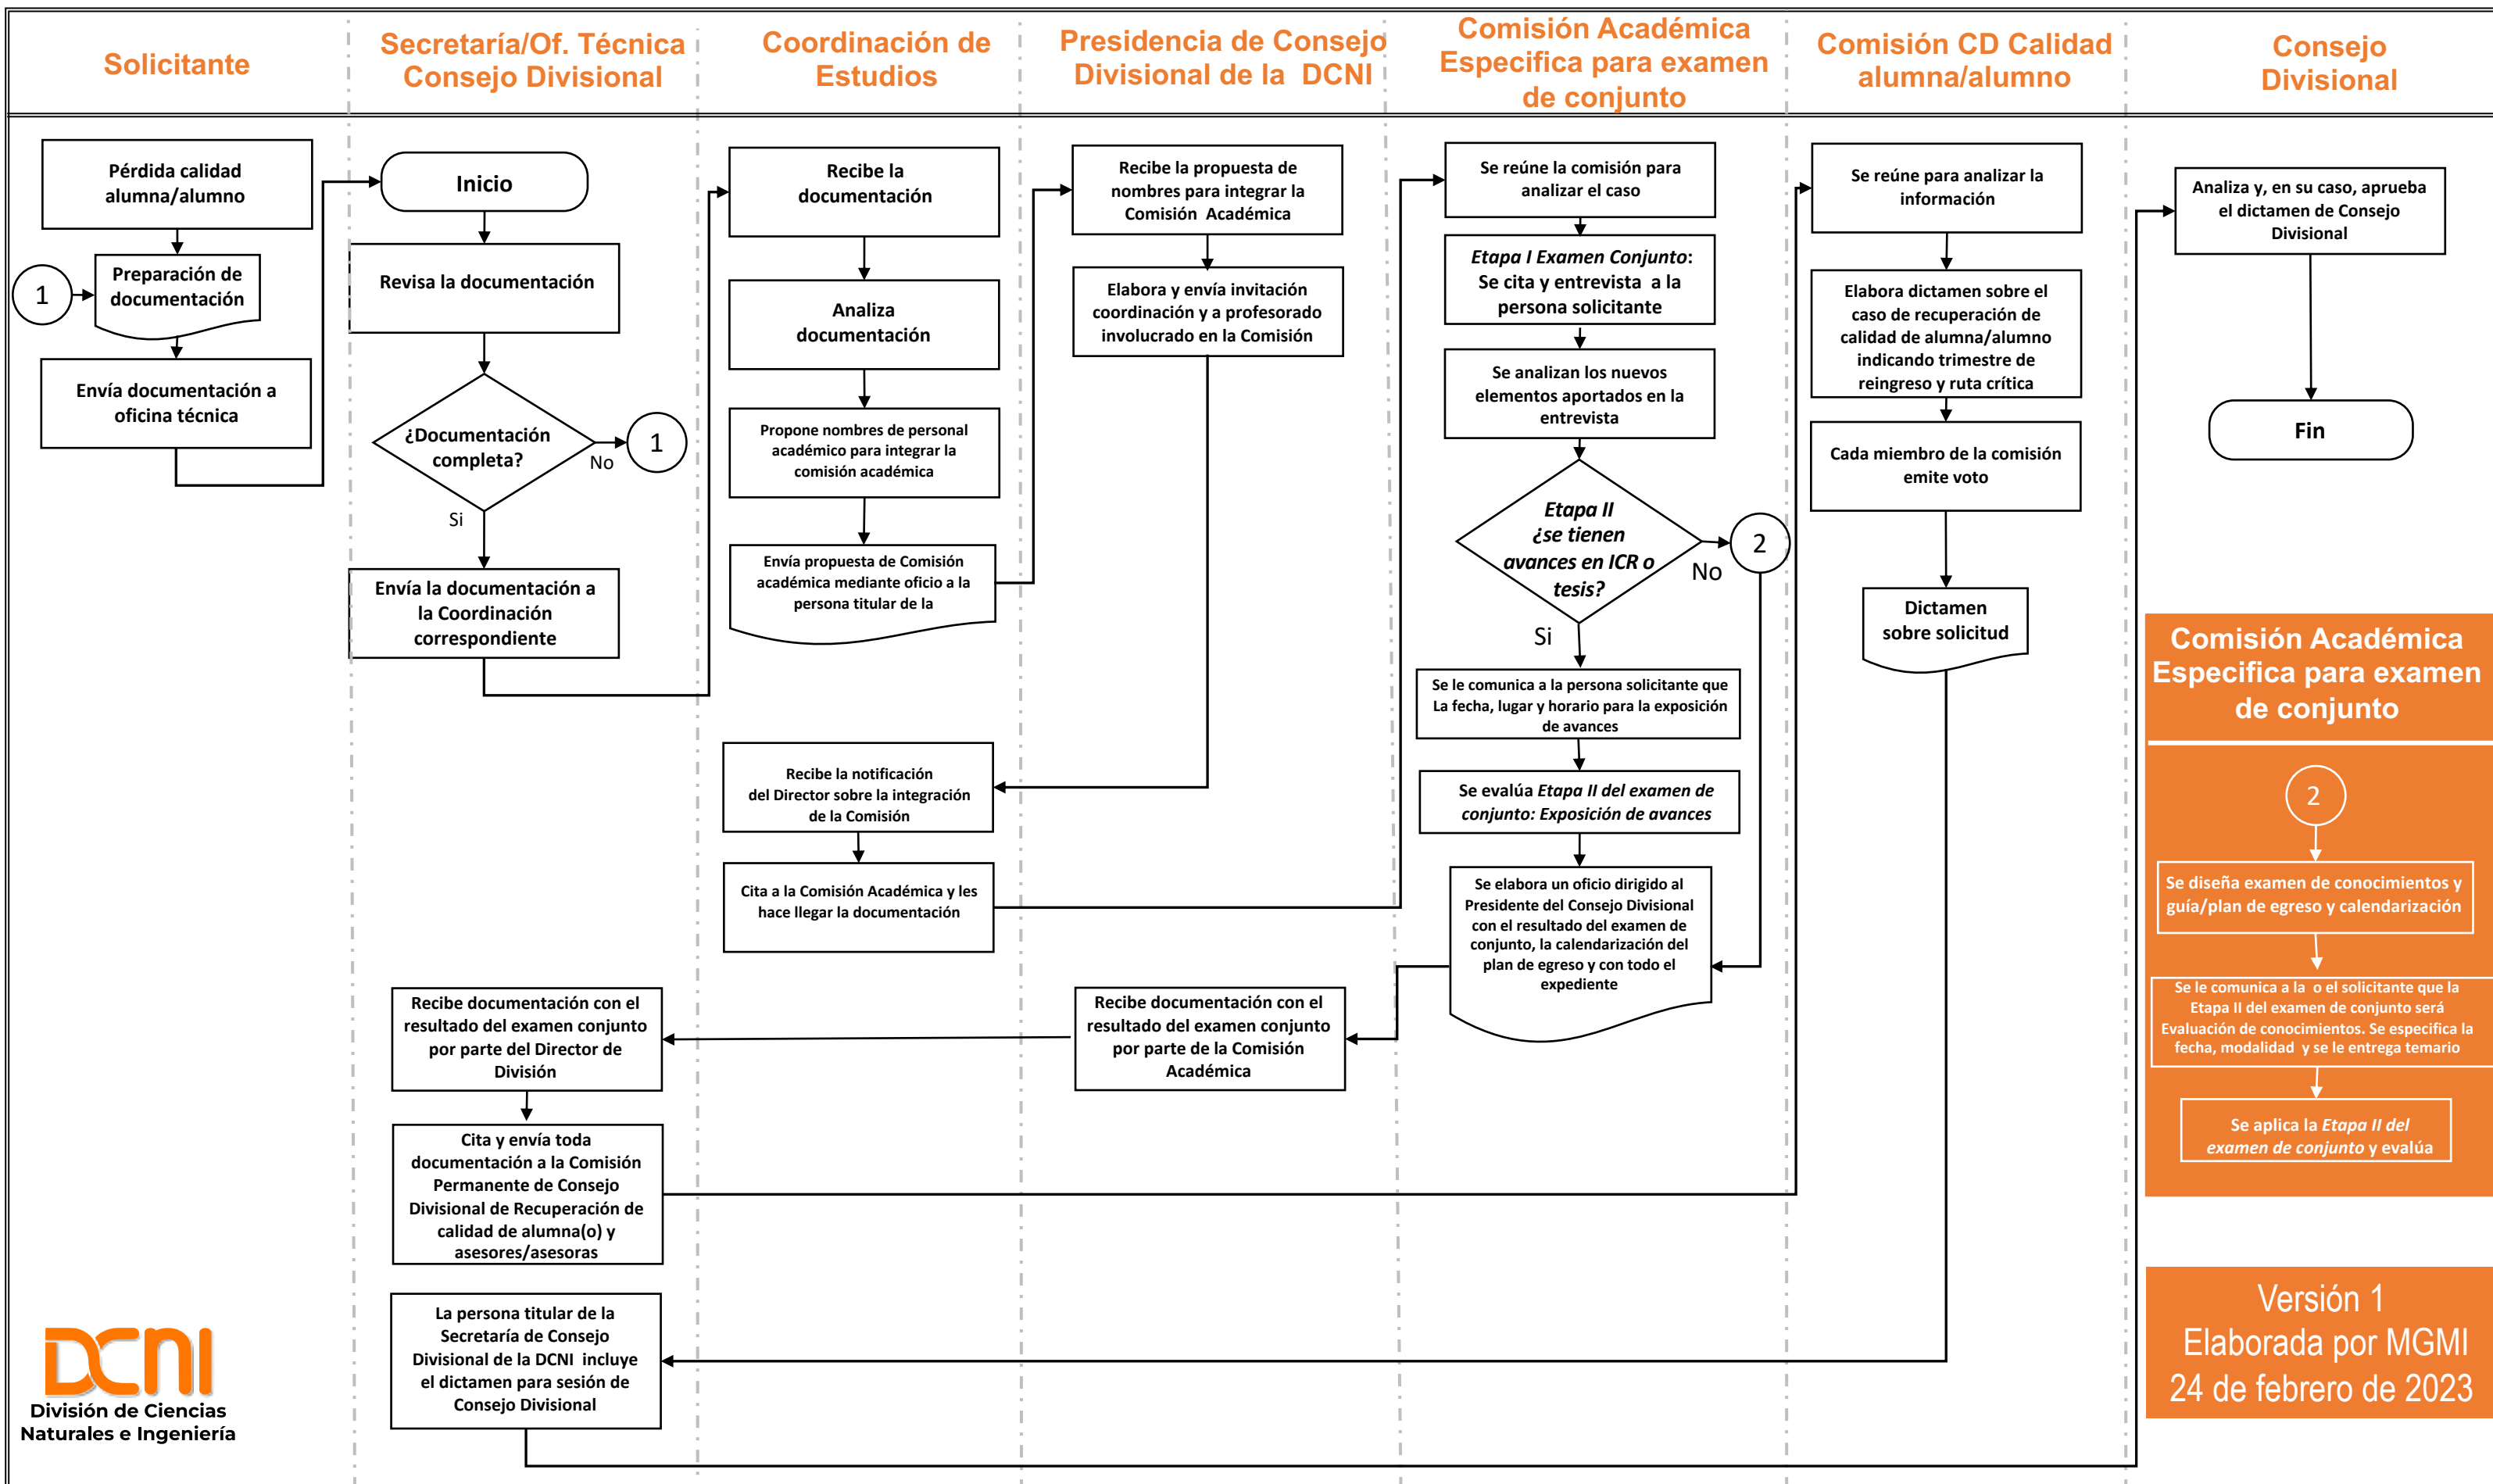 Solicitante
Secretaría/Of. Técnica
Consejo Divisional
Coordinación de
Estudios
Presidencia de Consejo
Divisional de la DCNI
Comisión Académica
Especifica para examen
de conjunto
Comisión CD Calidad
alumna/alumno
Consejo
Divisional
Pérdida calidad
alumna/alumno
1
Preparación de
documentación
Envía documentación a
oficina técnica
Inicio
Revisa la documentación
¿Documentación
completa?
No
1
Si
Envía la documentación a
la Coordinación
correspondiente
Recibe la
documentación
Analiza
documentación
Propone nombres de personal
académico para integrar la
comisión académica
Envía propuesta de Comisión
académica mediante oficio a la
persona titular de la
Recibe la propuesta de
nombres para integrar la
Comisión Académica
Elabora y envía invitación
coordinación y a profesorado
involucrado en la Comisión
Recibe la notificación
del Director sobre la integración
de la Comisión
Cita a la Comisión Académica y les
hace llegar la documentación
Se reúne la comisión para
analizar el caso
Etapa I Examen Conjunto:
Se cita y entrevista a la
persona solicitante
Se analizan los nuevos
elementos aportados en la
entrevista
Etapa II
¿se tienen
avances en ICR o
tesis?
No
2
Si
Se le comunica a la persona solicitante que
La fecha, lugar y horario para la exposición
de avances
Se evalúa Etapa II del examen de
conjunto: Exposición de avances
Se elabora un oficio dirigido al
Presidente del Consejo Divisional
con el resultado del examen de
conjunto, la calendarización del
plan de egreso y con todo el
expediente
Recibe documentación con el
resultado del examen conjunto
por parte de la Comisión
Académica
Recibe documentación con el
resultado del examen conjunto
por parte del Director de
División
Cita y envía toda
documentación a la Comisión
Permanente de Consejo
Divisional de Recuperación de
calidad de alumna(o) y
asesores/asesoras
Se reúne para analizar la
información
Elabora dictamen sobre el
caso de recuperación de
calidad de alumna/alumno
indicando trimestre de
reingreso y ruta crítica
Cada miembro de la comisión
emite voto
Dictamen
sobre solicitud
La persona titular de la
Secretaría de Consejo
Divisional de la DCNI incluye
el dictamen para sesión de
Consejo Divisional
Analiza y, en su caso, aprueba
el dictamen de Consejo
Divisional
Fin
Comisión Académica
Especifica para examen
de conjunto
2
Se diseña examen de conocimientos y
guía/plan de egreso y calendarización
Se le comunica a la o el solicitante que la
Etapa II del examen de conjunto será
Evaluación de conocimientos. Se especifica la
fecha, modalidad y se le entrega temario
Se aplica la Etapa II del
examen de conjunto y evalúa
Versión 1
Elaborada por MGMI
24 de febrero de 2023
DCNI
División de Ciencias
Naturales e Ingeniería